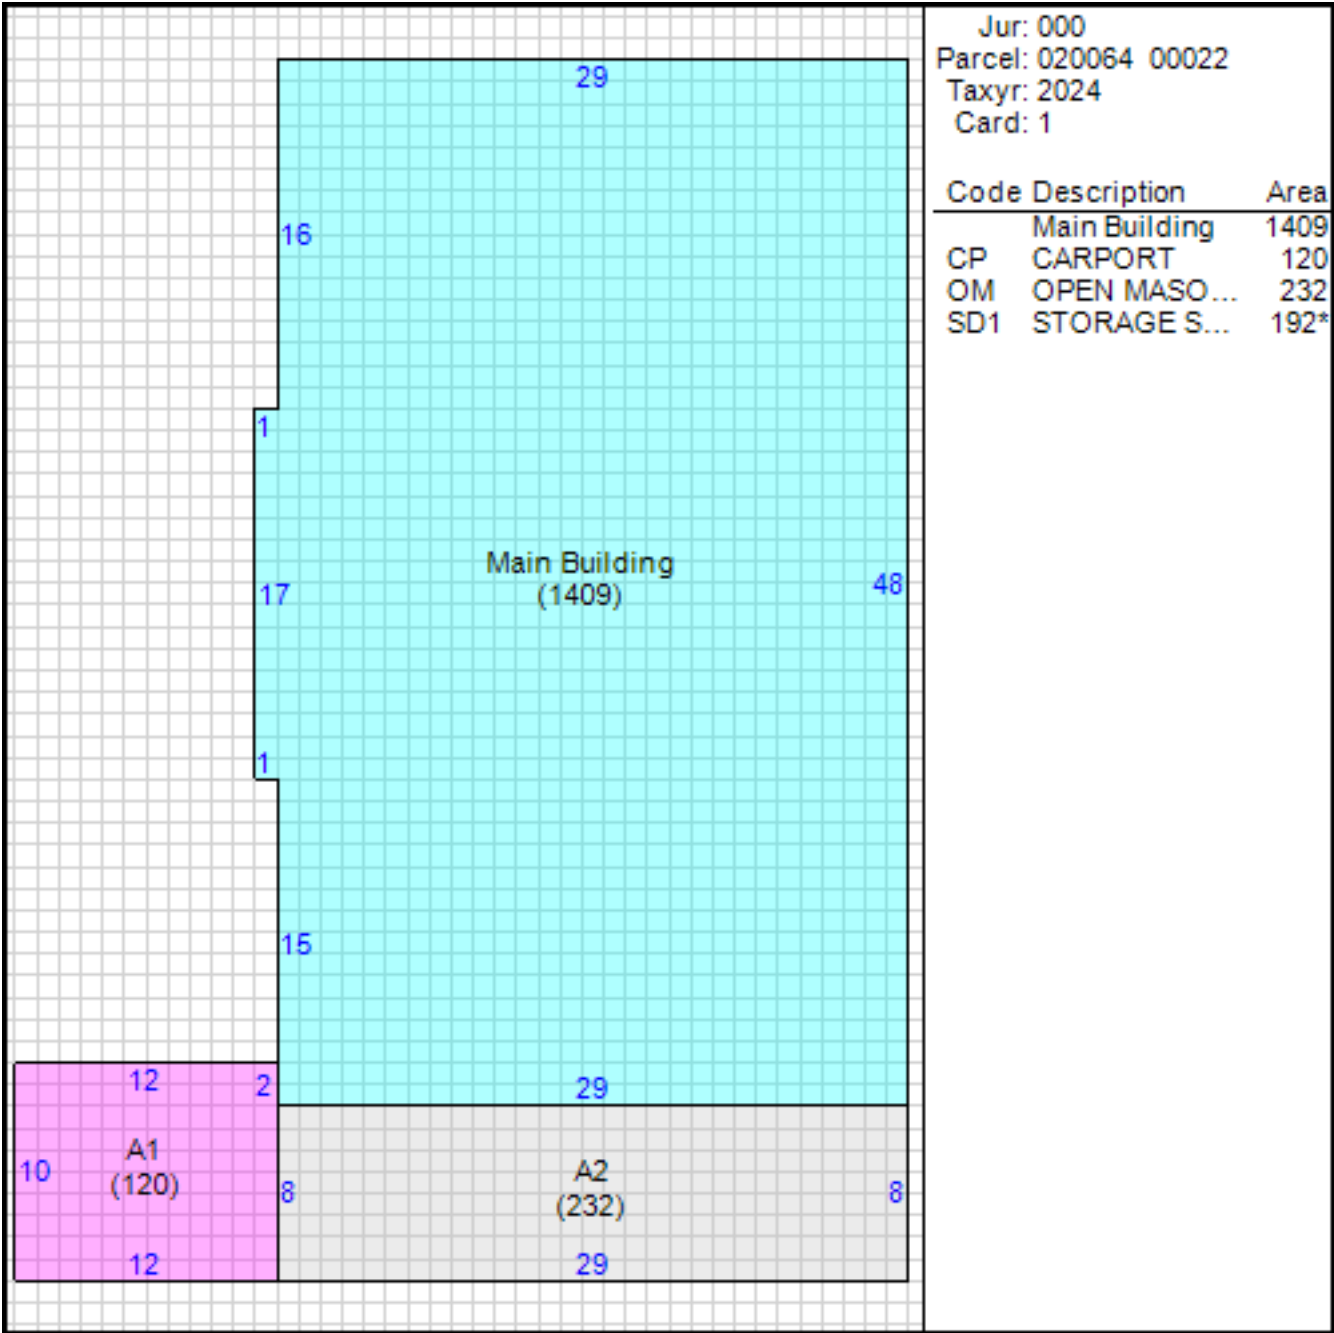 29
16
1
Main Building
(1409)
17
48
1
15
12
2
29
A1
(120)
10
A2
(232)
8
8
12
29
Jur: 000
Parcel: 020064 00022
Taxyr: 2024
Card: 1
Code Description Area
Main Building 1409
CP CARPORT 120
OM OPEN MASO... 232
SD1 STORAGE S... 192*